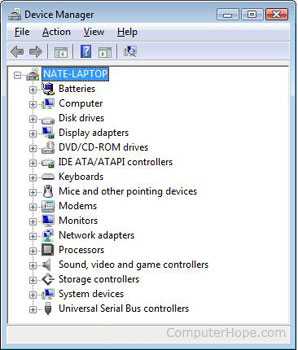 Device Manager
File Action View Help
NATE-LAPTOP
Batteries
Computer
Disk drives
Display adapters
DVD/CD-ROM drives
IDE ATA/ATAPI controllers
Keyboards
Mice and other pointing devices
Modems
Monitors
Network adapters
Processors
Sound, video and game controllers
Storage controllers
System devices
Universal Serial Bus controllers
ComputerHope.com